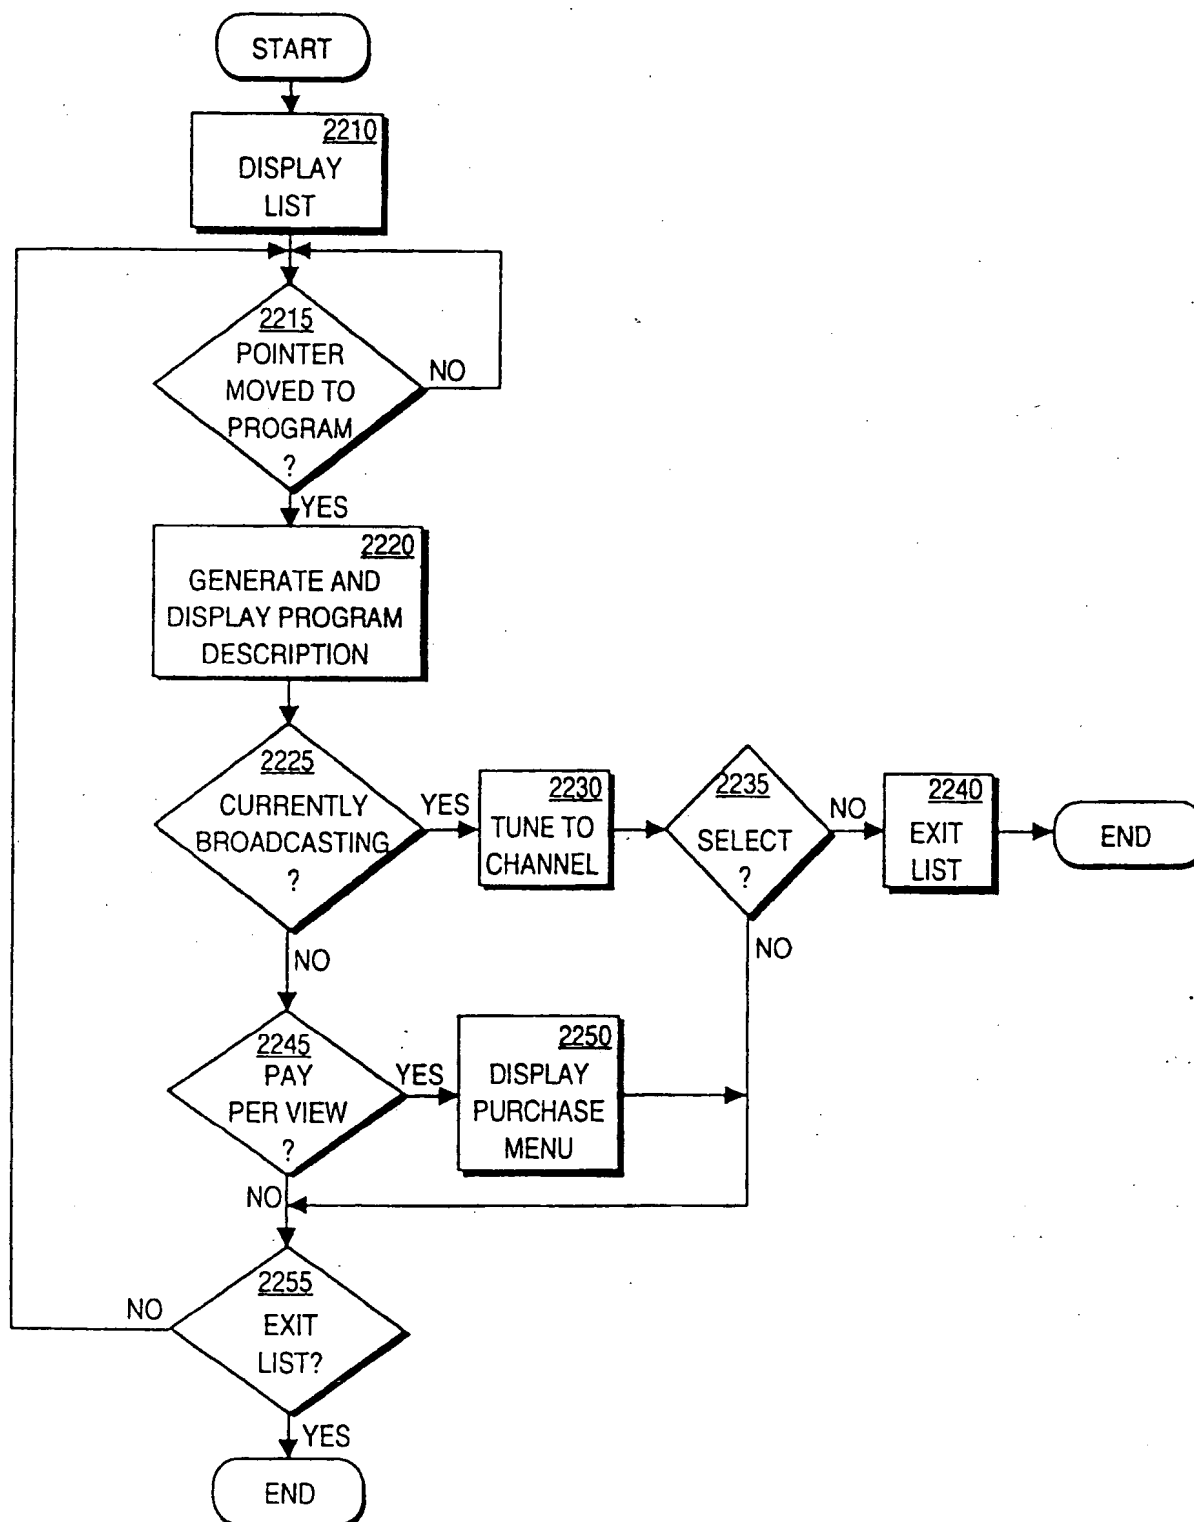 START
2210
DISPLAY
LIST
2215
POINTER
MOVED TO
PROGRAM
?
NO
YES
2220
GENERATE AND
DISPLAY PROGRAM
DESCRIPTION
2225
CURRENTLY
BROADCASTING
?
YES
2230
TUNE TO
CHANNEL
2235
SELECT
?
NO
2240
EXIT
LIST
END
NO
NO
2245
PAY
PER VIEW
?
YES
2250
DISPLAY
PURCHASE
MENU
NO
2255
EXIT
LIST?
NO
YES
END